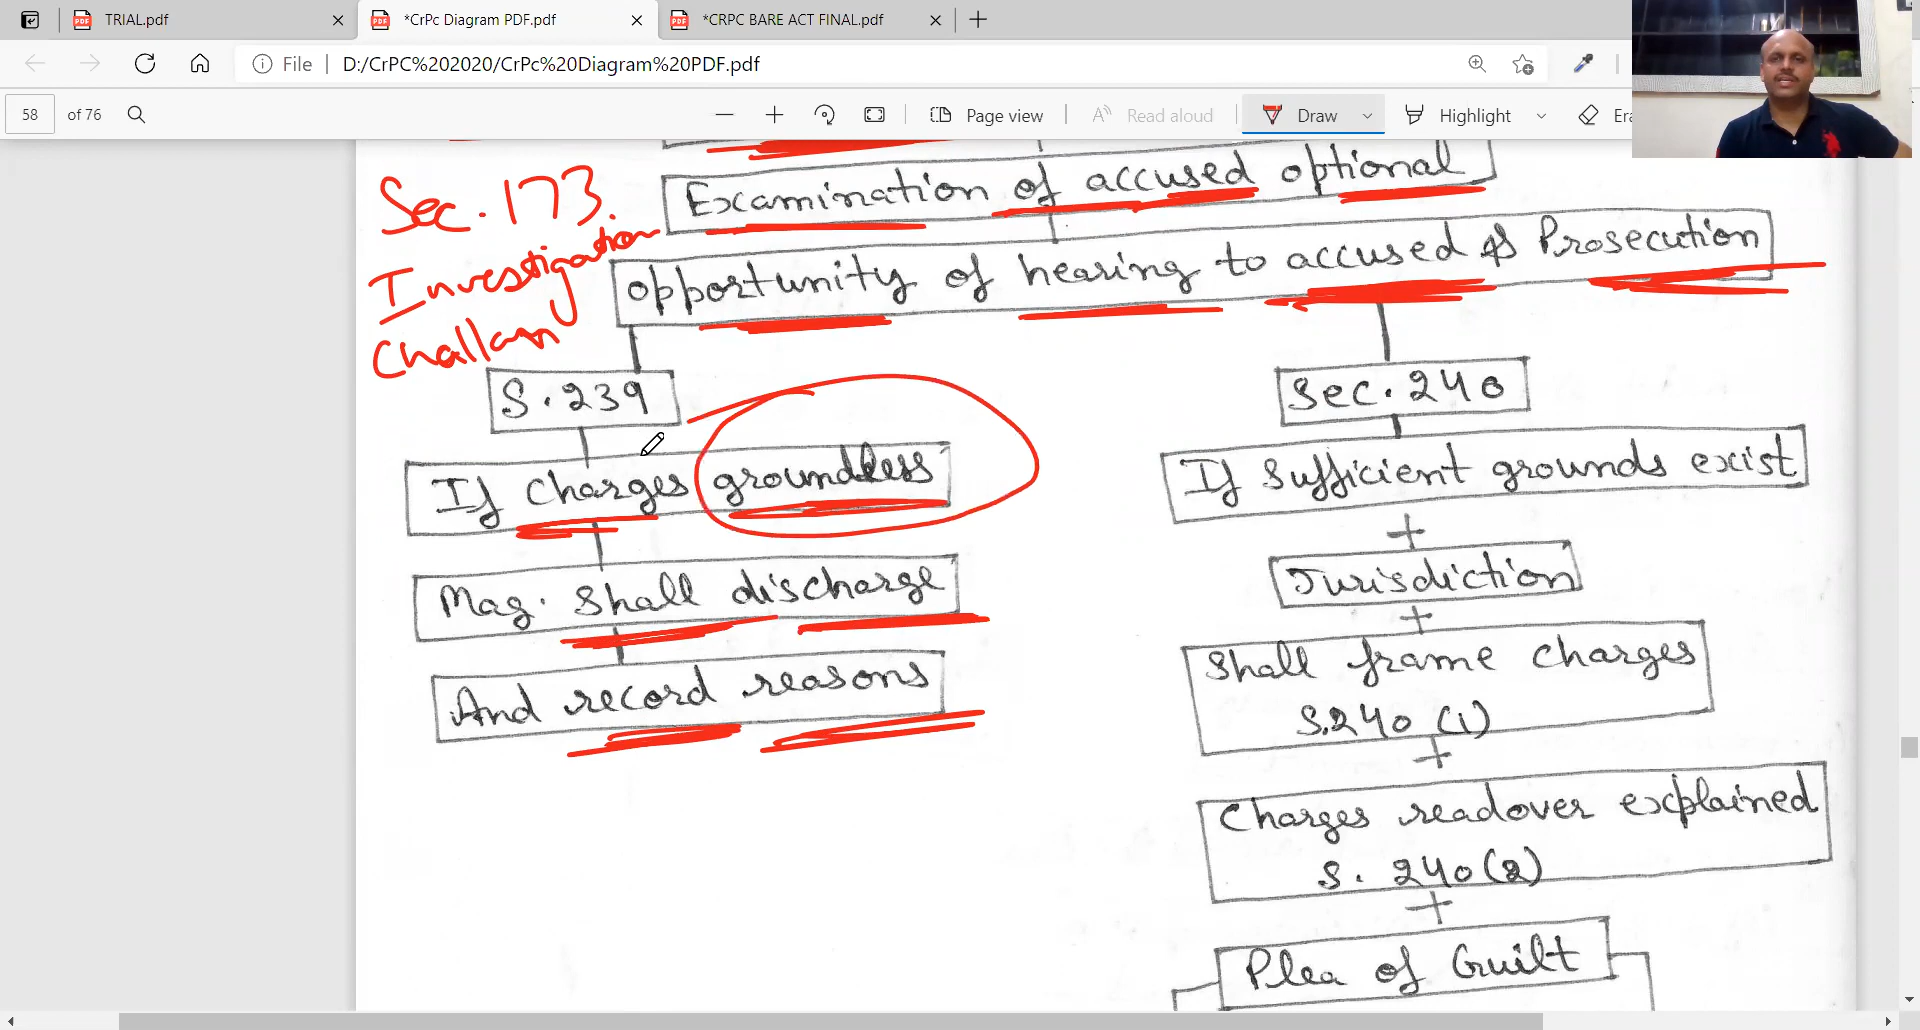 TRIAL.pdf
*CrPc Diagram PDF.pdf
*CRPC BARE ACT FINAL.pdf
File
D:/CrPC%202020/CrPc%20Diagram%20PDF.pdf
58 of 76
Page view
Read aloud
Draw
Highlight
Era
Examination of accused optional
Sec. 173.
Investigation
Challan
opportunity of hearing to accused & Prosecution
S. 239
If charges groundless
Mag. shall discharge
And record reasons
Sec. 240
If sufficient grounds exist
+
Jurisdiction
+
Shall frame charges
S.240 (1)
+
Charges readover explained
S. 240(2)
+
Plea of Guilt